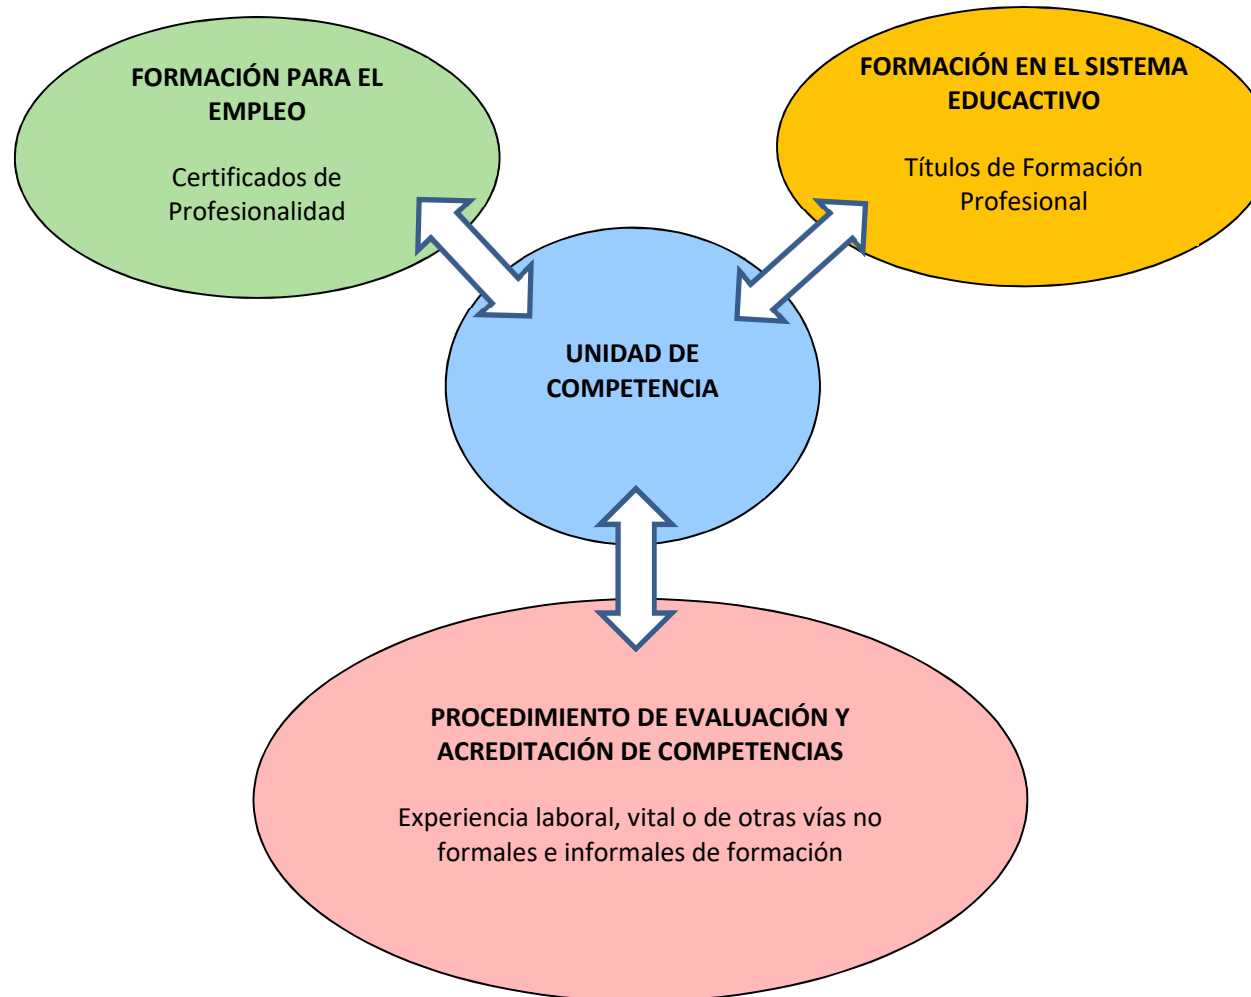 FORMACIÓN PARA EL
EMPLEO
Certificados de
Profesionalidad
FORMACIÓN EN EL SISTEMA
EDUCACTIVO
Títulos de Formación
Profesional
UNIDAD DE
COMPETENCIA
PROCEDIMIENTO DE EVALUACIÓN Y
ACREDITACIÓN DE COMPETENCIAS
Experiencia laboral, vital o de otras vías no
formales e informales de formación